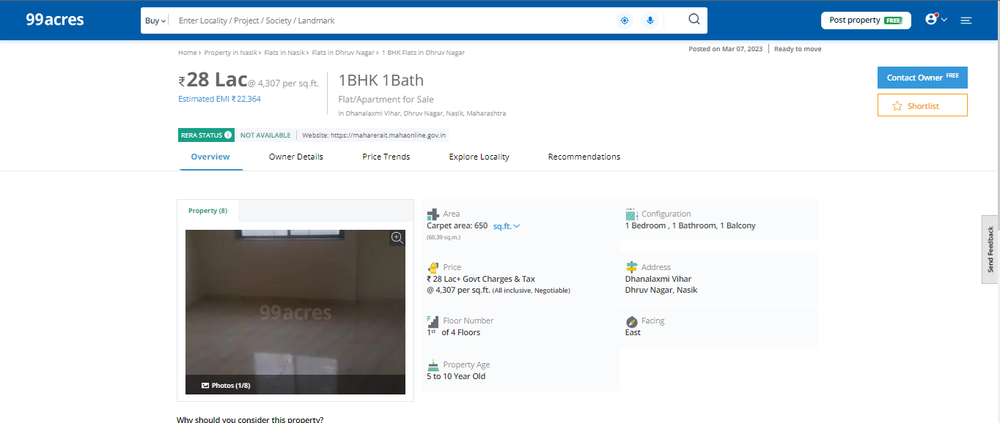 99acres
Buy
Enter Locality / Project / Society / Landmark
Post property FREE
Home › Property in Nasik › Flats in Nasik › Flats in Dhruv Nagar › 1 BHK Flats in Dhruv Nagar
Posted on Mar 07, 2023 | Ready to move
₹28 Lac @ 4,307 per sq.ft.
Estimated EMI ₹22,364
1BHK 1Bath
Flat/Apartment for Sale
in Dhanalaxmi Vihar, Dhruv Nagar, Nasik, Maharashtra
Contact Owner FREE
Shortlist
RERA STATUS i NOT AVAILABLE | Website: https://maharerait.mahaonline.gov.in
Overview Owner Details Price Trends Explore Locality Recommendations
Property (8)
99acres
Photos (1/8)
Area
Carpet area: 650 sq.ft.
(60.39 sq.m.)
Configuration
1 Bedroom , 1 Bathroom, 1 Balcony
Price
₹ 28 Lac+ Govt Charges & Tax
@ 4,307 per sq.ft. (All inclusive, Negotiable)
Address
Dhanalaxmi Vihar
Dhruv Nagar, Nasik
Floor Number
1st of 4 Floors
Facing
East
Property Age
5 to 10 Year Old
Send Feedback
Why should you consider this property?